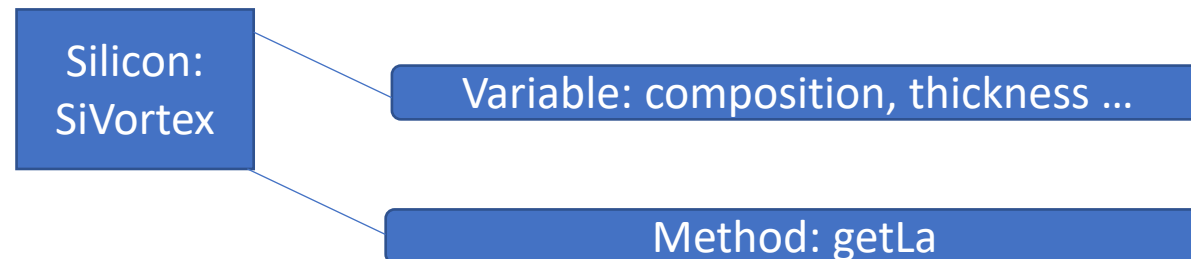 Silicon:
SiVortex
Variable: composition, thickness ...
Method: getLa